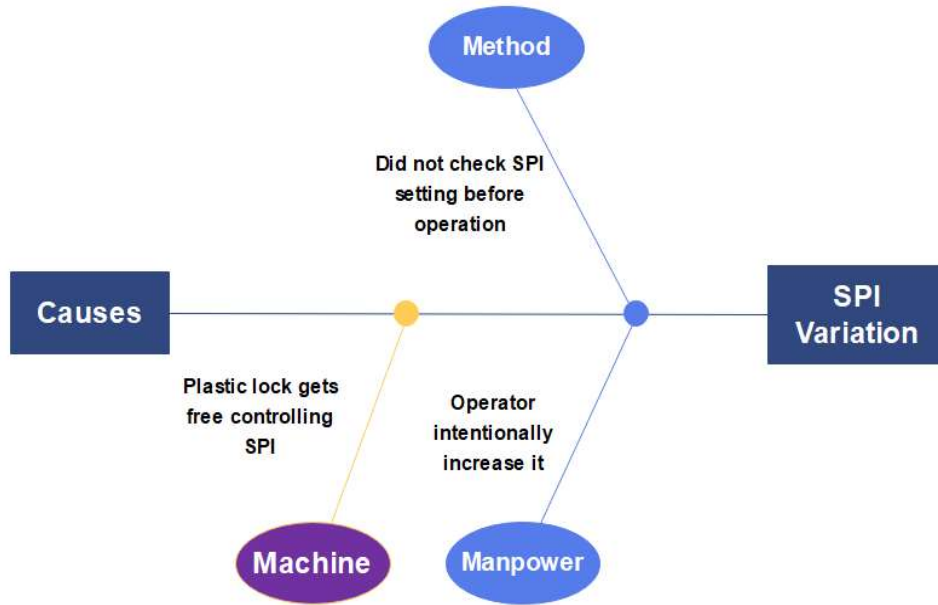 Method
Did not check SPI
setting before
operation
Causes
SPI
Variation
Plastic lock gets
free controlling
SPI
Operator
intentionally
increase it
Machine
Manpower